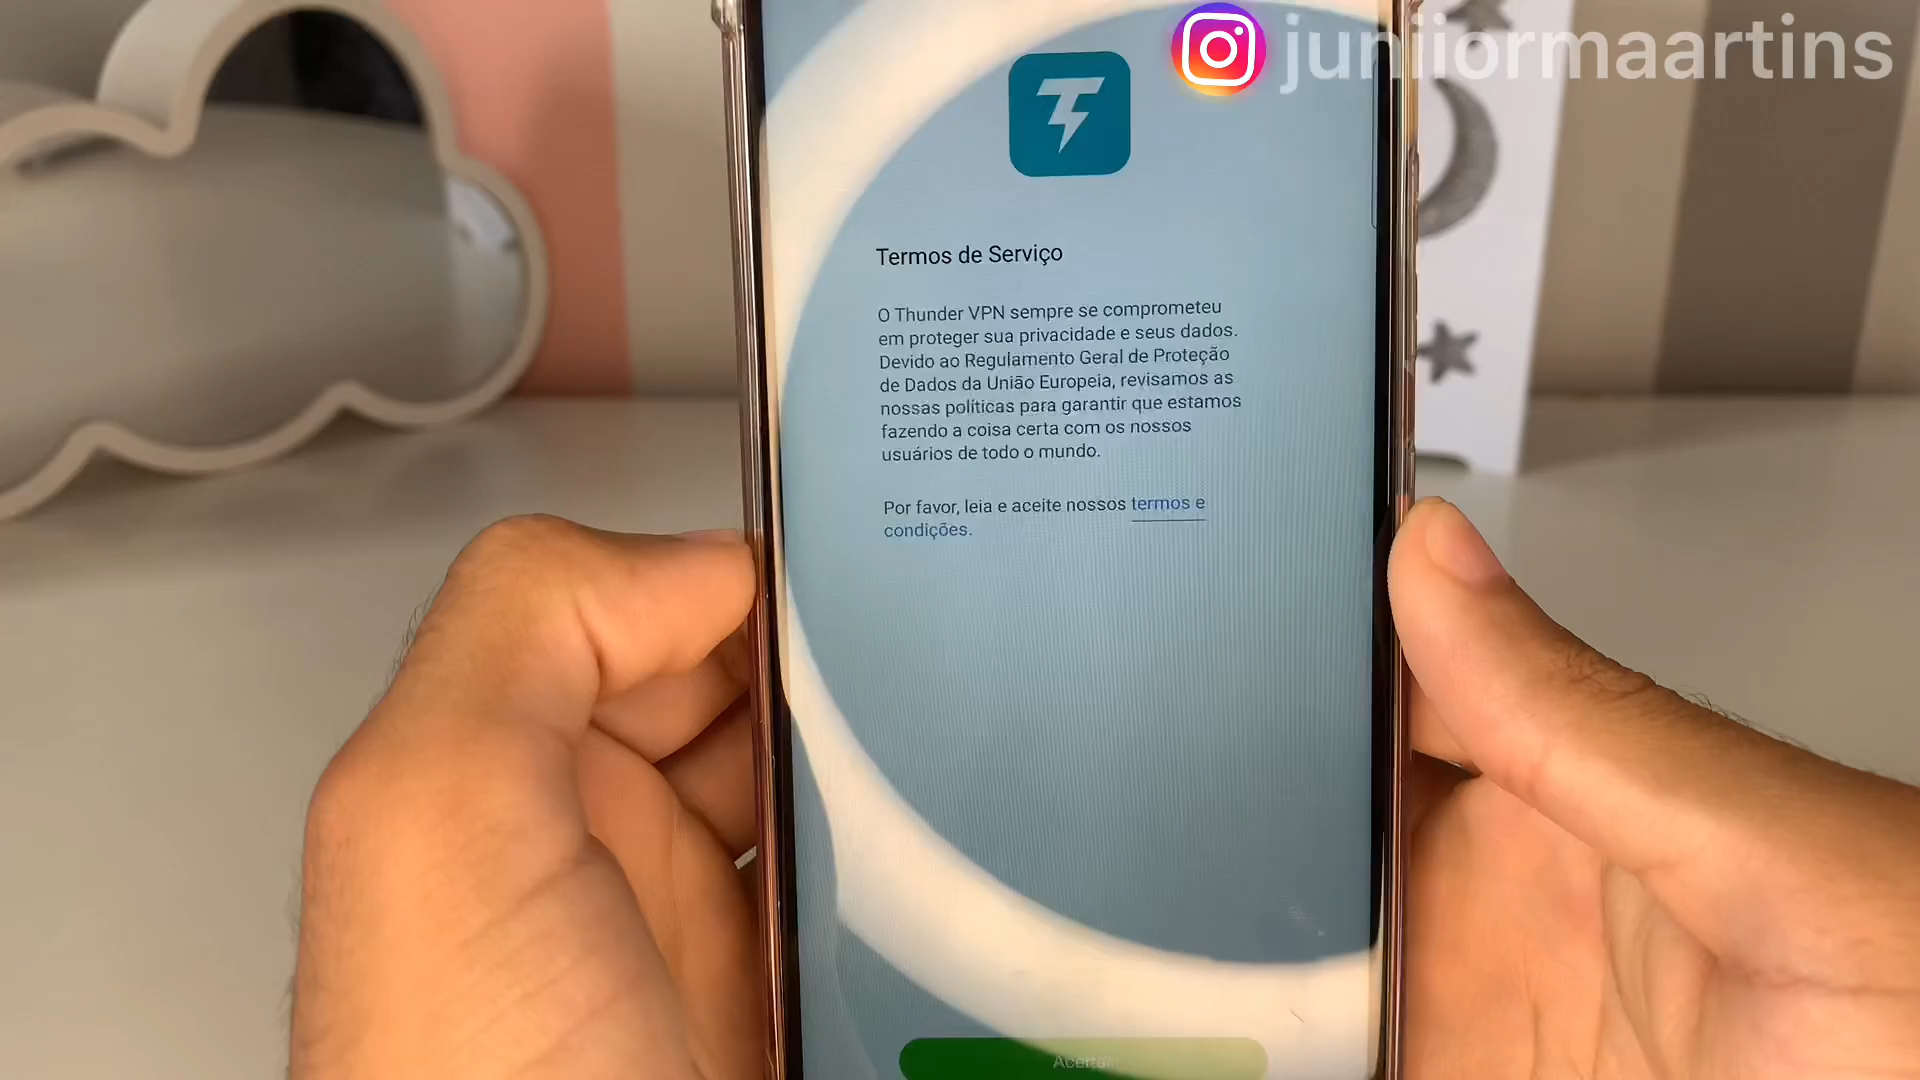 juniiormaartins
Termos de Serviço
O Thunder VPN sempre se comprometeu
em proteger sua privacidade e seus dados.
Devido ao Regulamento Geral de Proteção
de Dados da União Europeia, revisamos as
nossas políticas para garantir que estamos
fazendo a coisa certa com os nossos
usuários de todo o mundo.
Por favor, leia e aceite nossos termos e
condições.